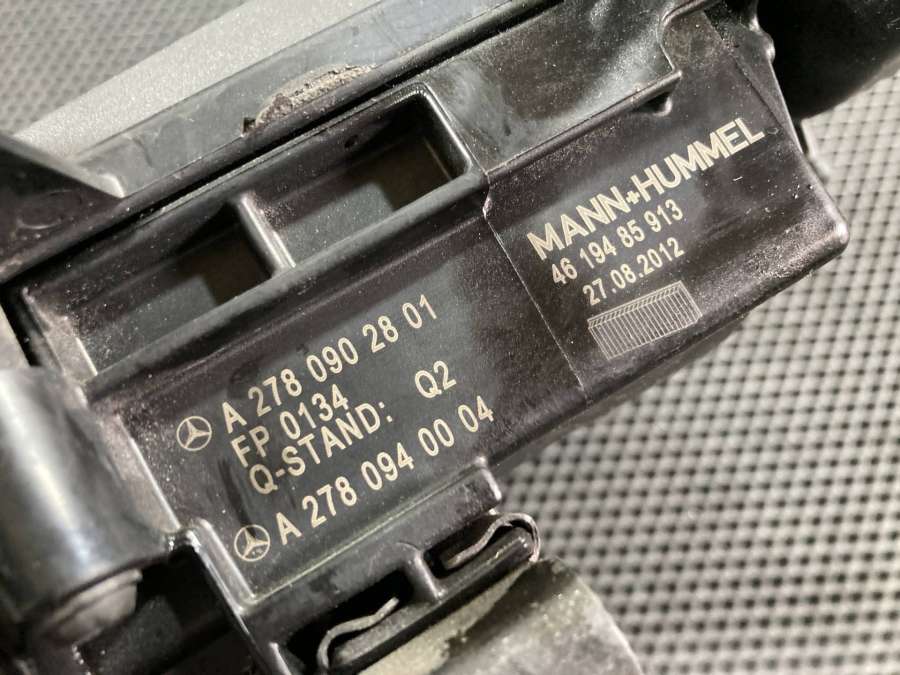 MANN+HUMMEL
46 194 85 913
27.08.2012
A 278 090 28 01
FP 0134
Q-STAND: Q2
A 278 094 00 04